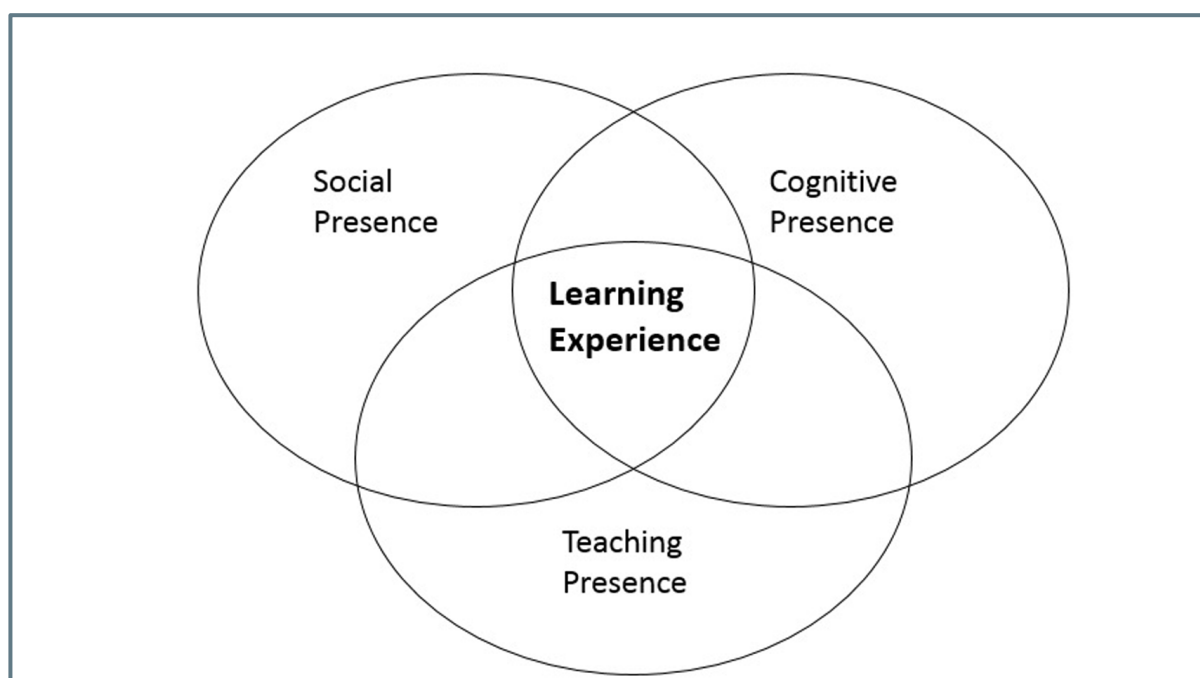 Social
Presence
Cognitive
Presence
Learning
Experience
Teaching
Presence